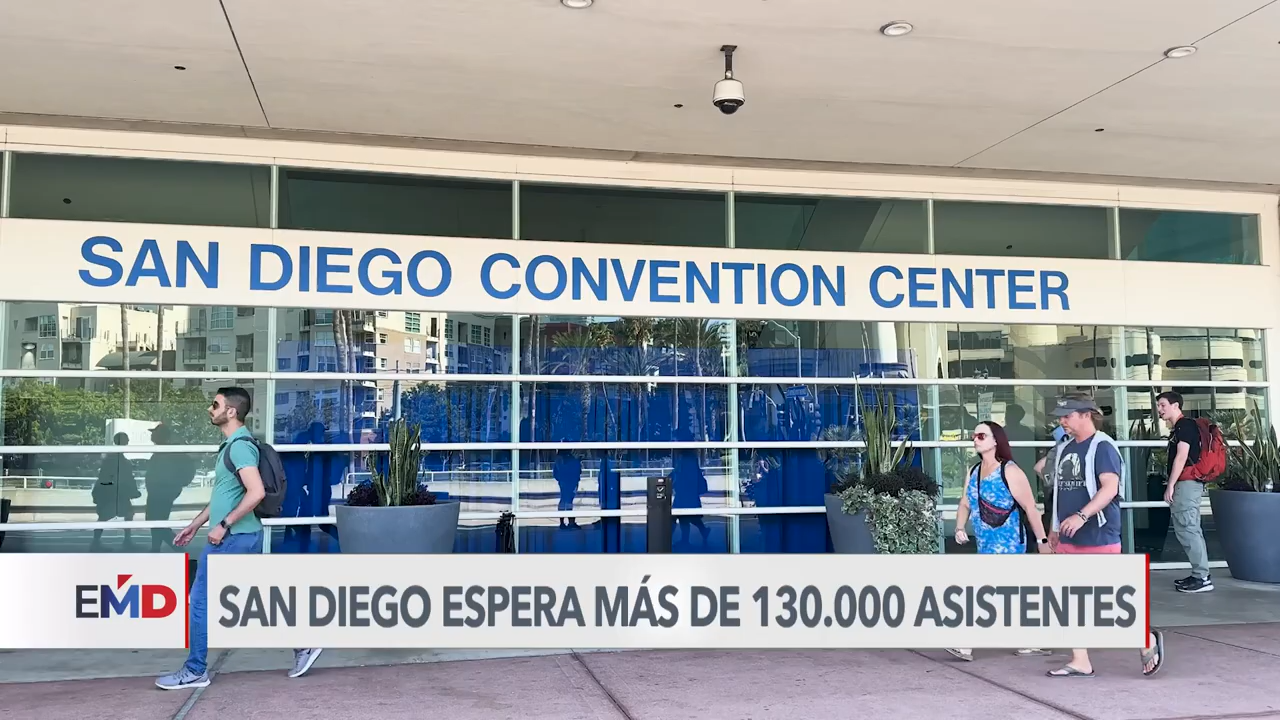 SAN DIEGO CONVENTION CENTER
EMD
SAN DIEGO ESPERA MÁS DE 130.000 ASISTENTES